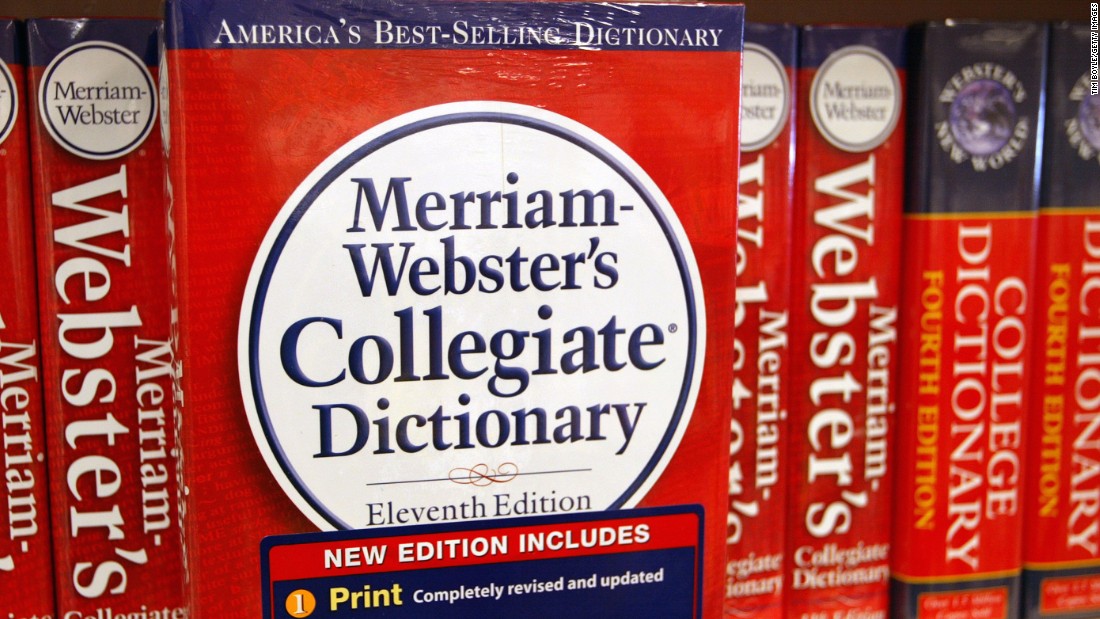 AMERICA'S BEST-SELLING DICTIONARY
Merriam-
Webster's
Collegiate®
Dictionary
Eleventh Edition
NEW EDITION INCLUDES
1 Print Completely revised and updated
Merriam-
Merriam-
Webster
Merriam-
Webster's
Collegiate
Merriam-
Webster
Merriam-
Webster's
Collegiate
Dictionary
WEBSTER'S
NEW WORLD
COLLEGE
DICTIONARY
FOURTH EDITION
DICTIONARY
FOURTH EDITION
TIM BOYLE/GETTY IMAGES